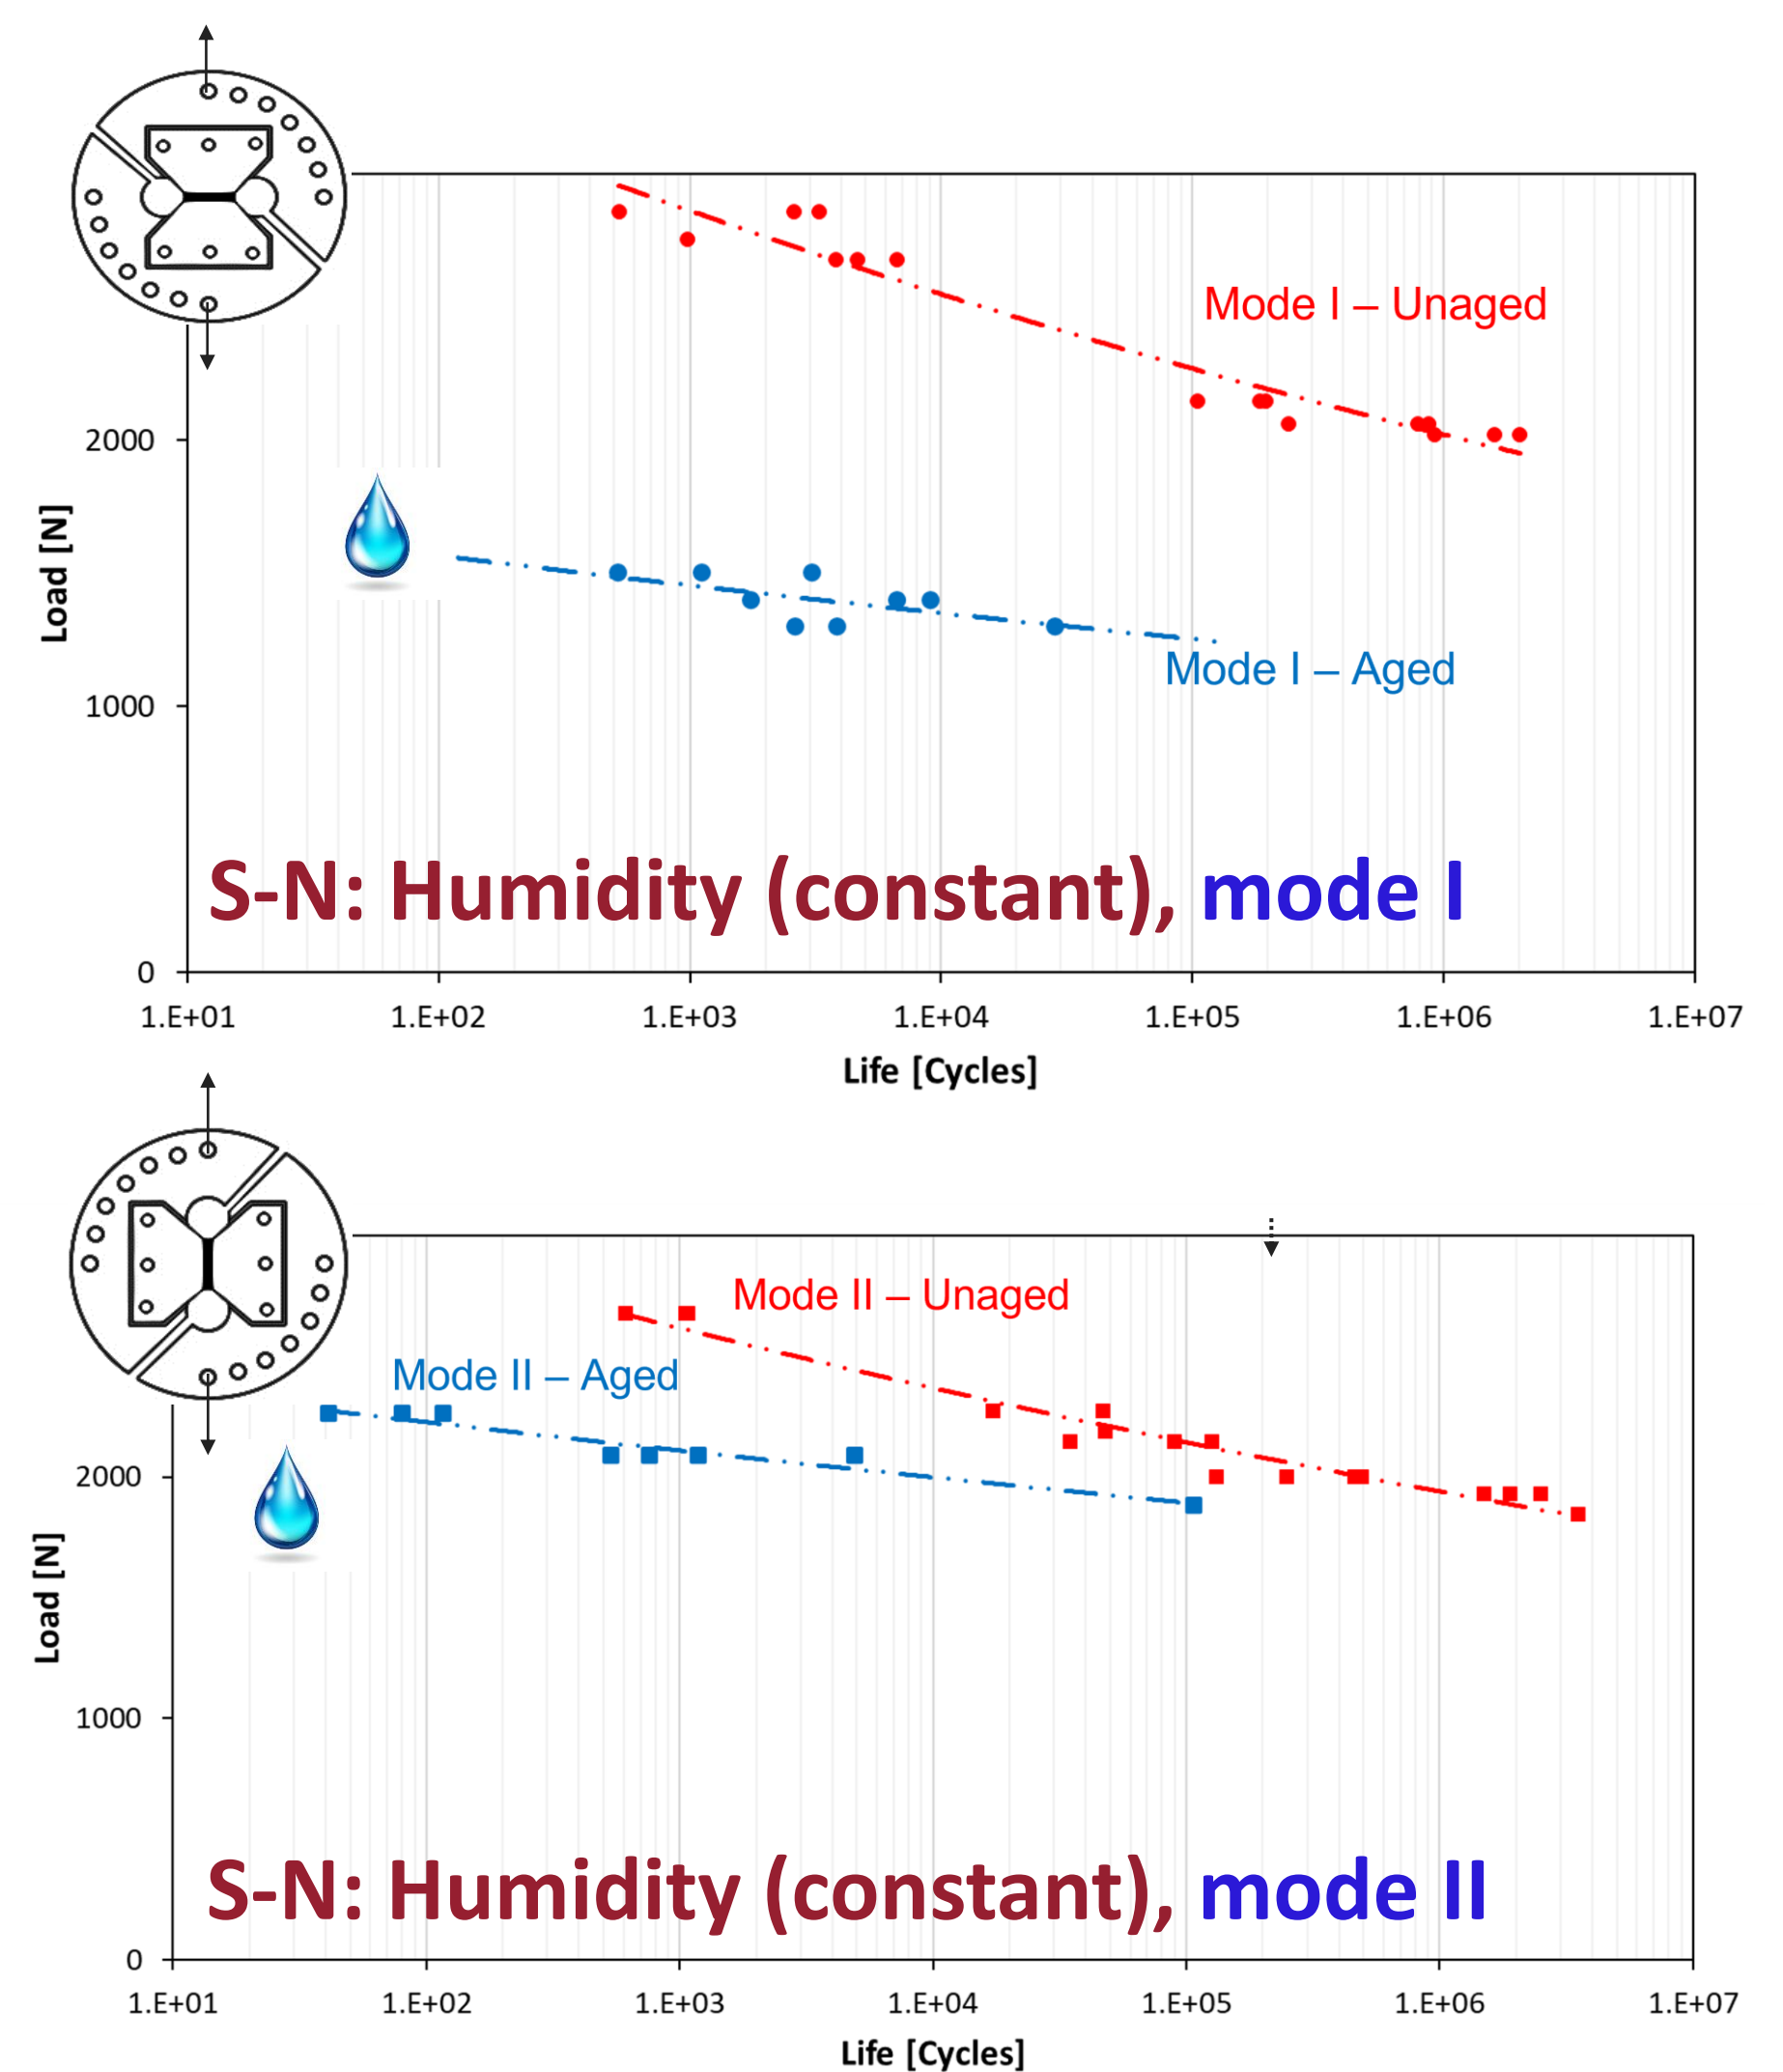 Mode I – Unaged
2000
Load [N]
Mode I – Aged
1000
S-N: Humidity (constant), mode I
0
1.E+01 1.E+02 1.E+03 1.E+04 1.E+05 1.E+06 1.E+07
Life [Cycles]
Mode II – Unaged
Mode II – Aged
2000
Load [N]
1000
S-N: Humidity (constant), mode II
0
1.E+01 1.E+02 1.E+03 1.E+04 1.E+05 1.E+06 1.E+07
Life [Cycles]